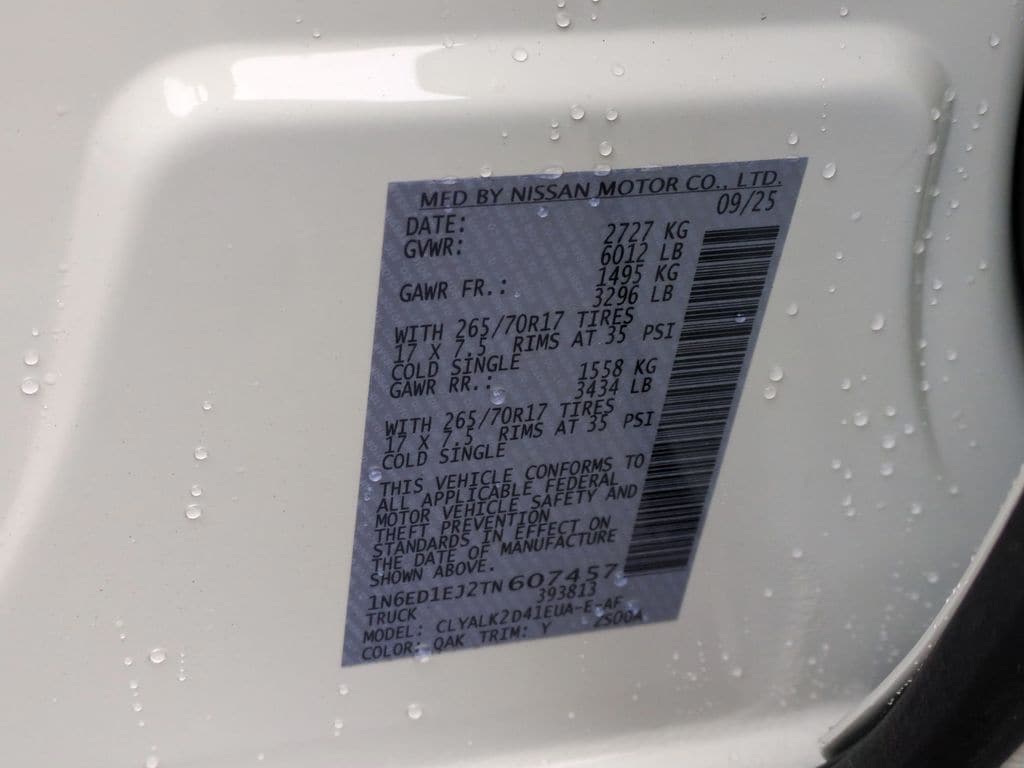 MFD BY NISSAN MOTOR CO., LTD.
DATE: 09/25
GVWR: 2727 KG
6012 LB
GAWR FR.: 1495 KG
3296 LB
WITH 265/70R17 TIRES
17 X 7.5 RIMS AT 35 PSI
COLD SINGLE
GAWR RR.: 1558 KG
3434 LB
WITH 265/70R17 TIRES
17 X 7.5 RIMS AT 35 PSI
COLD SINGLE
THIS VEHICLE CONFORMS TO
ALL APPLICABLE FEDERAL
MOTOR VEHICLE SAFETY AND
THEFT PREVENTION
STANDARDS IN EFFECT ON
THE DATE OF MANUFACTURE
SHOWN ABOVE.
1N6ED1EJ2TN607457
TRUCK 393813
MODEL: CLYALK2D41EUA-E-AF
COLOR: QAK TRIM: Y ZS00A